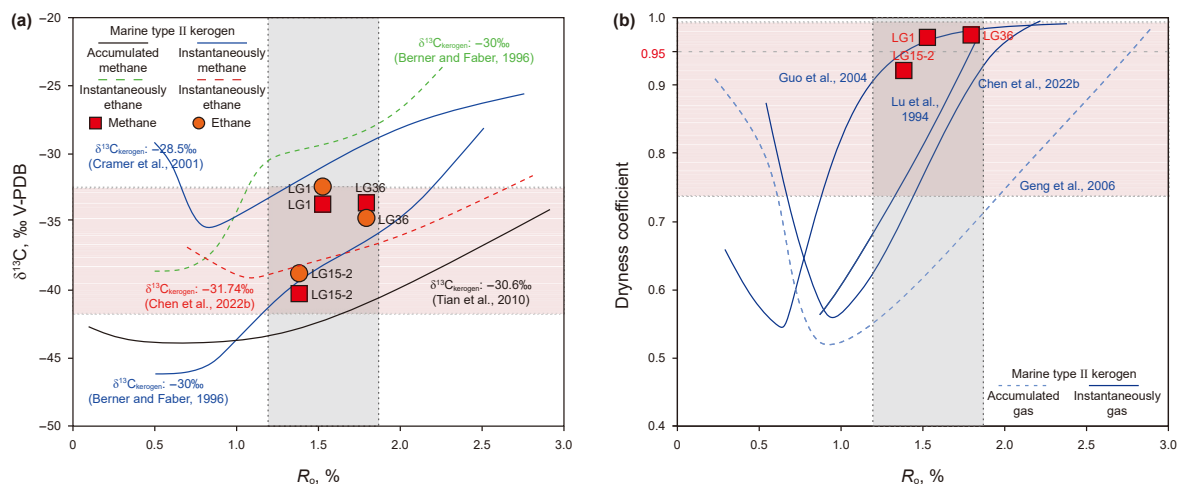 (a)
−20
−25
−30
−35
−40
−45
−50
δ¹³C, ‰ V-PDB
Marine type II kerogen
Accumulated methane
Instantaneously methane
Instantaneously ethane
Instantaneously ethane
Methane
Ethane
δ¹³Ckerogen: −30‰
(Berner and Faber, 1996)
δ¹³Ckerogen: −28.5‰
(Cramer et al., 2001)
LG1
LG1
LG36
LG36
LG15-2
LG15-2
δ¹³Ckerogen: −31.74‰
(Chen et al., 2022b)
δ¹³Ckerogen: −30.6‰
(Tian et al., 2010)
δ¹³Ckerogen: −30‰
(Berner and Faber, 1996)
0
0.5
1.0
1.5
2.0
2.5
3.0
Ro, %
(b)
1.0
0.95
0.9
0.8
0.7
0.6
0.5
0.4
Dryness coefficient
LG1
LG36
LG15-2
Guo et al., 2004
Lu et al.,
1994
Chen et al., 2022b
Geng et al., 2006
Marine type II kerogen
Accumulated gas
Instantaneously gas
0
0.5
1.0
1.5
2.0
2.5
3.0
Ro, %